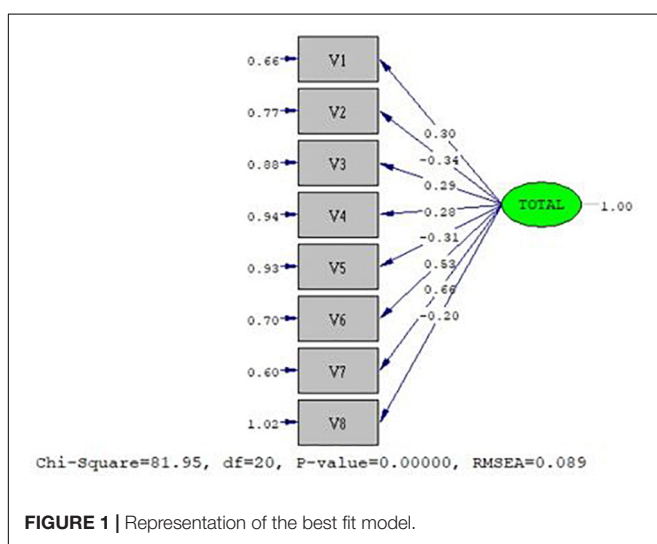 0.66 V1
0.77 V2
0.30
0.88 V3
-0.34
0.29
0.94 V4
TOTAL 1.00
-0.28
-0.31
0.93 V5
0.53
0.66
0.70 V6
-0.20
0.60 V7
1.02 V8
Chi-Square=81.95, df=20, P-value=0.00000, RMSEA=0.089
FIGURE 1 | Representation of the best fit model.